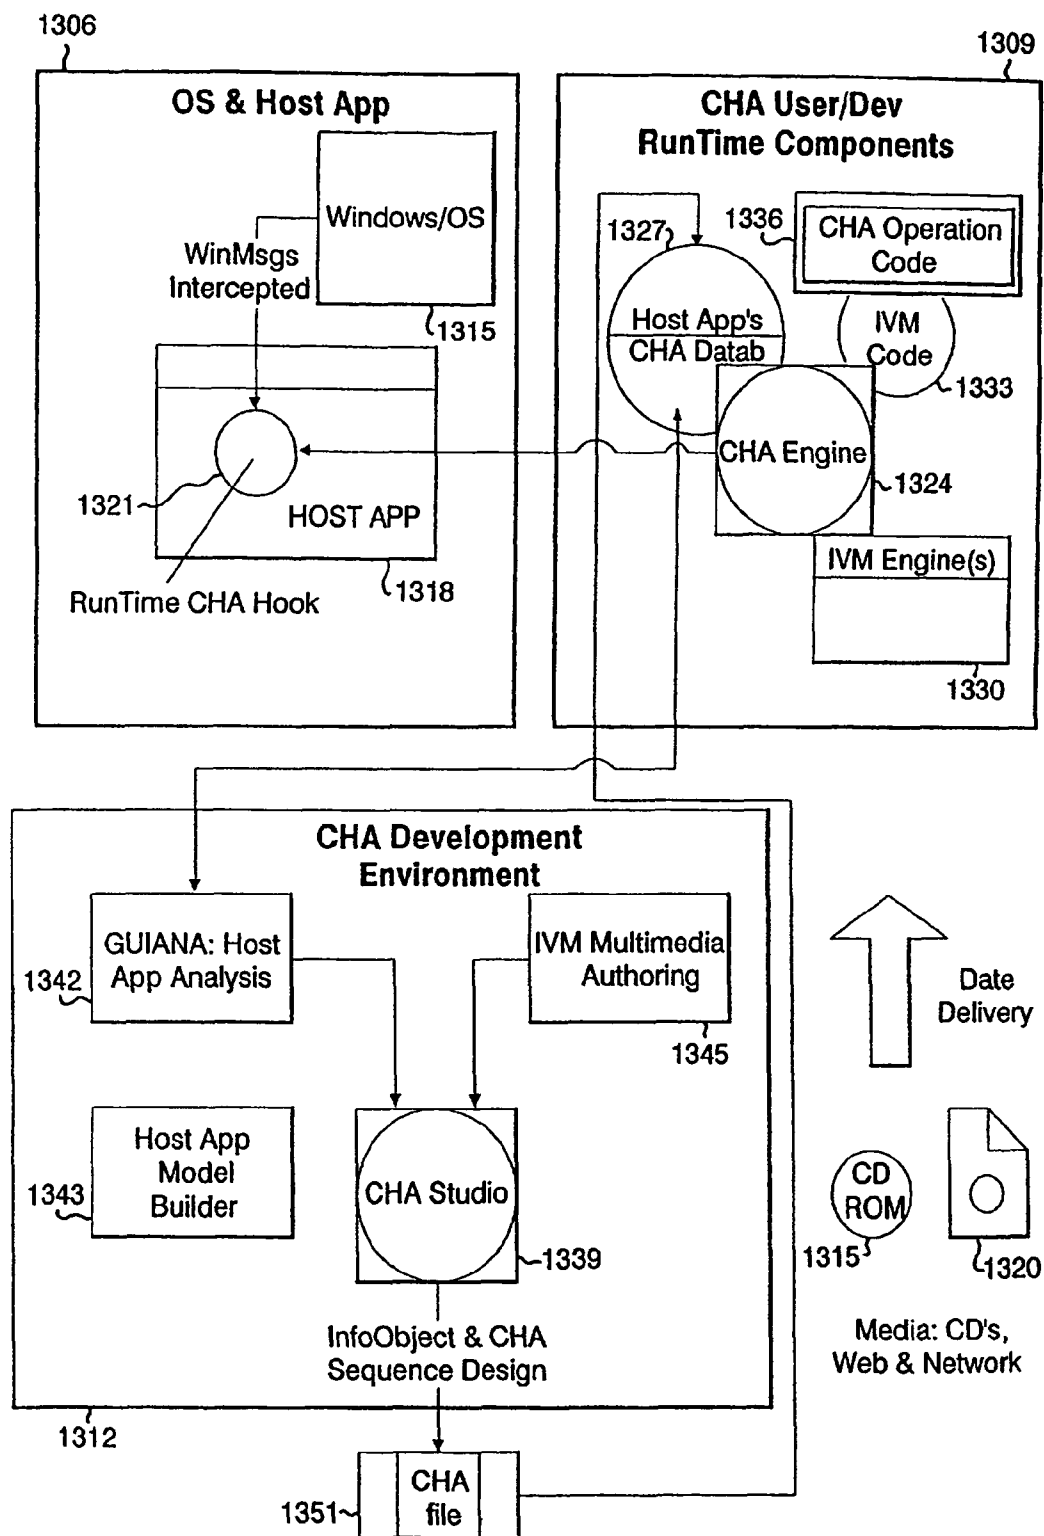 1306
1309
OS & Host App
CHA User/Dev
RunTime Components
Windows/OS
WinMsgs
Intercepted
1315
1327
1336
CHA Operation
Code
Host App's
CHA Datab
IVM
Code
1333
CHA Engine
1324
1321
HOST APP
1318
RunTime CHA Hook
IVM Engine(s)
1330
CHA Development
Environment
GUIANA: Host
App Analysis
1342
IVM Multimedia
Authoring
1345
Date
Delivery
Host App
Model
Builder
1343
CHA Studio
1339
CD
ROM
1315
1320
InfoObject & CHA
Sequence Design
Media: CD's,
Web & Network
1312
CHA
file
1351